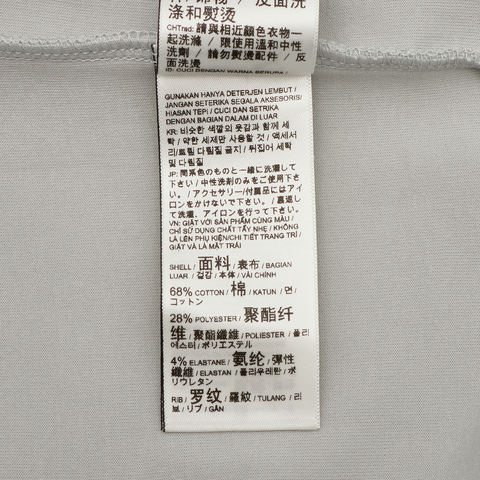 涤和熨烫
CHTrad: 請與相近顏色衣物一
起洗滌 / 限使用溫和中性
洗劑 / 請勿熨燙配件 / 反
面洗燙
ID: CUCI DENGAN WARNA SERUPA /
GUNAKAN HANYA DETERJEN LEMBUT /
JANGAN SETERIKA SEGALA AKSESORIS/
HIASAN TEPI / CUCI DAN SETRIKA
DENGAN BAGIAN DALAM DI LUAR
KR: 비슷한 색깔의 옷감과 함께 세
탁 / 약한 세제만 사용할 것 / 액세서
리/트림 다림질 금지 / 뒤집어 세탁
및 다림질
JP: 同系色のものと一緒に洗濯して
下さい / 中性洗剤のみをご使用下さ
い。/ アクセサリー/付属品にはアイ
ロンをかけないで下さい。/ 裏返し
て洗濯、アイロンを行って下さい。
VN: GIẶT VỚI SẢN PHẨM CÙNG MÀU /
CHỈ SỬ DỤNG CHẤT TẨY NHẸ / KHÔNG
LÀ LÊN PHỤ KIỆN/CHI TIẾT TRANG TRÍ
/ GIẶT VÀ LÀ MẶT TRÁI
SHELL / 面料 / 表布 / BAGIAN
LUAR / 겉감 / 本体 / VẢI CHÍNH
68% COTTON / 棉 / KATUN / 면 /
コットン
28% POLYESTER / 聚酯纤
维 / 聚酯纖維 / POLIESTER / 폴리
에스터 / ポリエステル
4% ELASTANE / 氨纶 / 彈性
纖維 / ELASTAN / 폴리우레탄 / ポ
リウレタン
RIB / 罗纹 / 羅紋 / TULANG / 리
브 / リブ / GÂN